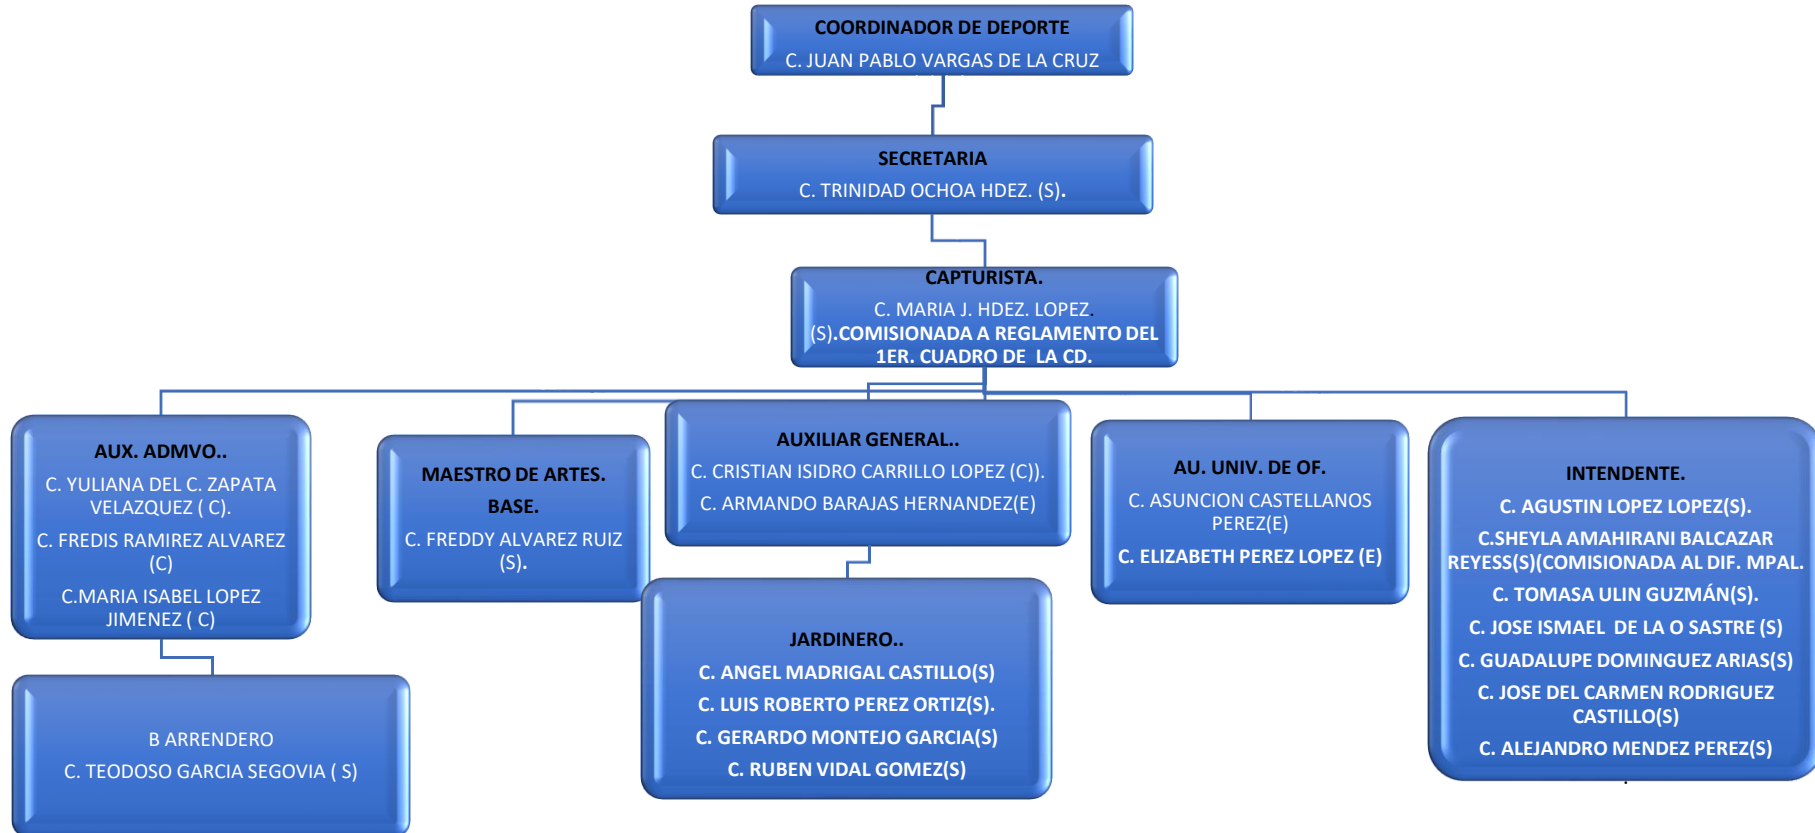 COORDINADOR DE DEPORTE
C. JUAN PABLO VARGAS DE LA CRUZ
SECRETARIA
C. TRINIDAD OCHOA HDEZ. (S).
CAPTURISTA.
C. MARIA J. HDEZ. LOPEZ.
(S).COMISIONADA A REGLAMENTO DEL
1ER. CUADRO DE LA CD.
AUX. ADMVO..
C. YULIANA DEL C. ZAPATA
VELAZQUEZ ( C).
C. FREDIS RAMIREZ ALVAREZ
(C)
C.MARIA ISABEL LOPEZ
JIMENEZ ( C)
MAESTRO DE ARTES.
BASE.
C. FREDDY ALVAREZ RUIZ
(S).
AUXILIAR GENERAL..
C. CRISTIAN ISIDRO CARRILLO LOPEZ (C)).
C. ARMANDO BARAJAS HERNANDEZ(E)
AU. UNIV. DE OF.
C. ASUNCION CASTELLANOS
PEREZ(E)
C. ELIZABETH PEREZ LOPEZ (E)
INTENDENTE.
C. AGUSTIN LOPEZ LOPEZ(S).
C.SHEYLA AMAHIRANI BALCAZAR
REYESS(S)(COMISIONADA AL DIF. MPAL.
C. TOMASA ULIN GUZMÁN(S).
C. JOSE ISMAEL DE LA O SASTRE (S)
C. GUADALUPE DOMINGUEZ ARIAS(S)
C. JOSE DEL CARMEN RODRIGUEZ
CASTILLO(S)
C. ALEJANDRO MENDEZ PEREZ(S)
.
B ARRENDERO
C. TEODOSO GARCIA SEGOVIA ( S)
JARDINERO..
C. ANGEL MADRIGAL CASTILLO(S)
C. LUIS ROBERTO PEREZ ORTIZ(S).
C. GERARDO MONTEJO GARCIA(S)
C. RUBEN VIDAL GOMEZ(S)